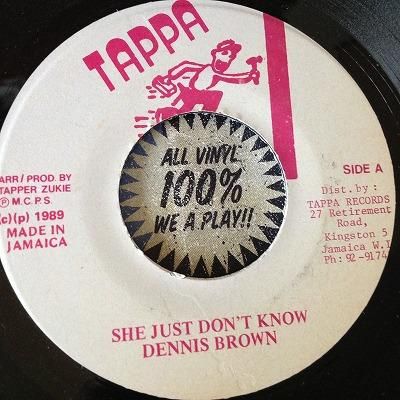 TAPPA
ARR/ PROD. BY
TAPPER ZUKIE
Ⓟ M.C.P.S.
(c)(p) 1989
MADE IN
JAMAICA
ALL VINYL
100%
WE A PLAY!!
SIDE A
Dist. by :
TAPPA RECORDS
27 Retirement
Road,
Kingston 5
Jamaica W.I
Ph: 92-9174
SHE JUST DON'T KNOW
DENNIS BROWN